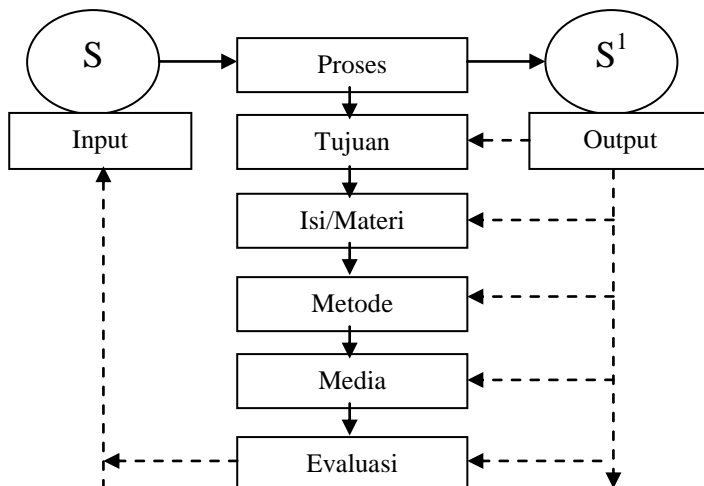 S
Proses
S¹
Input
Tujuan
Output
Isi/Materi
Metode
Media
Evaluasi